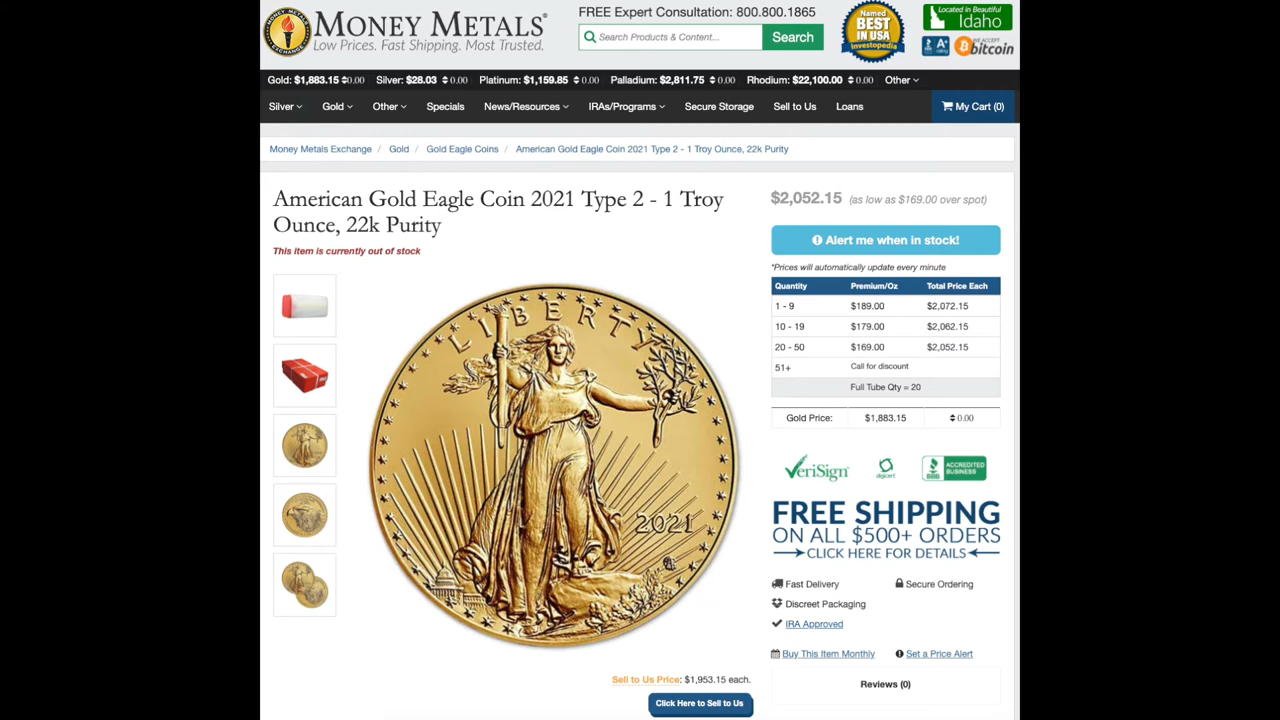 MONEY METALS®
Low Prices. Fast Shipping. Most Trusted.
FREE Expert Consultation: 800.800.1865
Search Products & Content...
Search
Named
BEST
IN USA
Investopedia
Located in Beautiful
Idaho
BBB
A+
WE ACCEPT
bitcoin
Gold: $1,883.15 0.00 Silver: $28.03 0.00 Platinum: $1,159.85 0.00 Palladium: $2,811.75 0.00 Rhodium: $22,100.00 0.00 Other
Silver Gold Other Specials News/Resources IRAs/Programs Secure Storage Sell to Us Loans My Cart (0)
Money Metals Exchange / Gold / Gold Eagle Coins / American Gold Eagle Coin 2021 Type 2 - 1 Troy Ounce, 22k Purity
American Gold Eagle Coin 2021 Type 2 - 1 Troy
Ounce, 22k Purity
This item is currently out of stock
LIBERTY
2021
Sell to Us Price: $1,953.15 each.
Click Here to Sell to Us
$2,052.15 (as low as $169.00 over spot)
Alert me when in stock!
*Prices will automatically update every minute
Quantity Premium/Oz Total Price Each
1 - 9 $189.00 $2,072.15
10 - 19 $179.00 $2,062.15
20 - 50 $169.00 $2,052.15
51+ Call for discount
Full Tube Qty = 20
Gold Price: $1,883.15 0.00
VeriSign
digicert
BBB
ACCREDITED
BUSINESS
FREE SHIPPING
ON ALL $500+ ORDERS
CLICK HERE FOR DETAILS
Fast Delivery Secure Ordering
Discreet Packaging
IRA Approved
Buy This Item Monthly Set a Price Alert
Reviews (0)